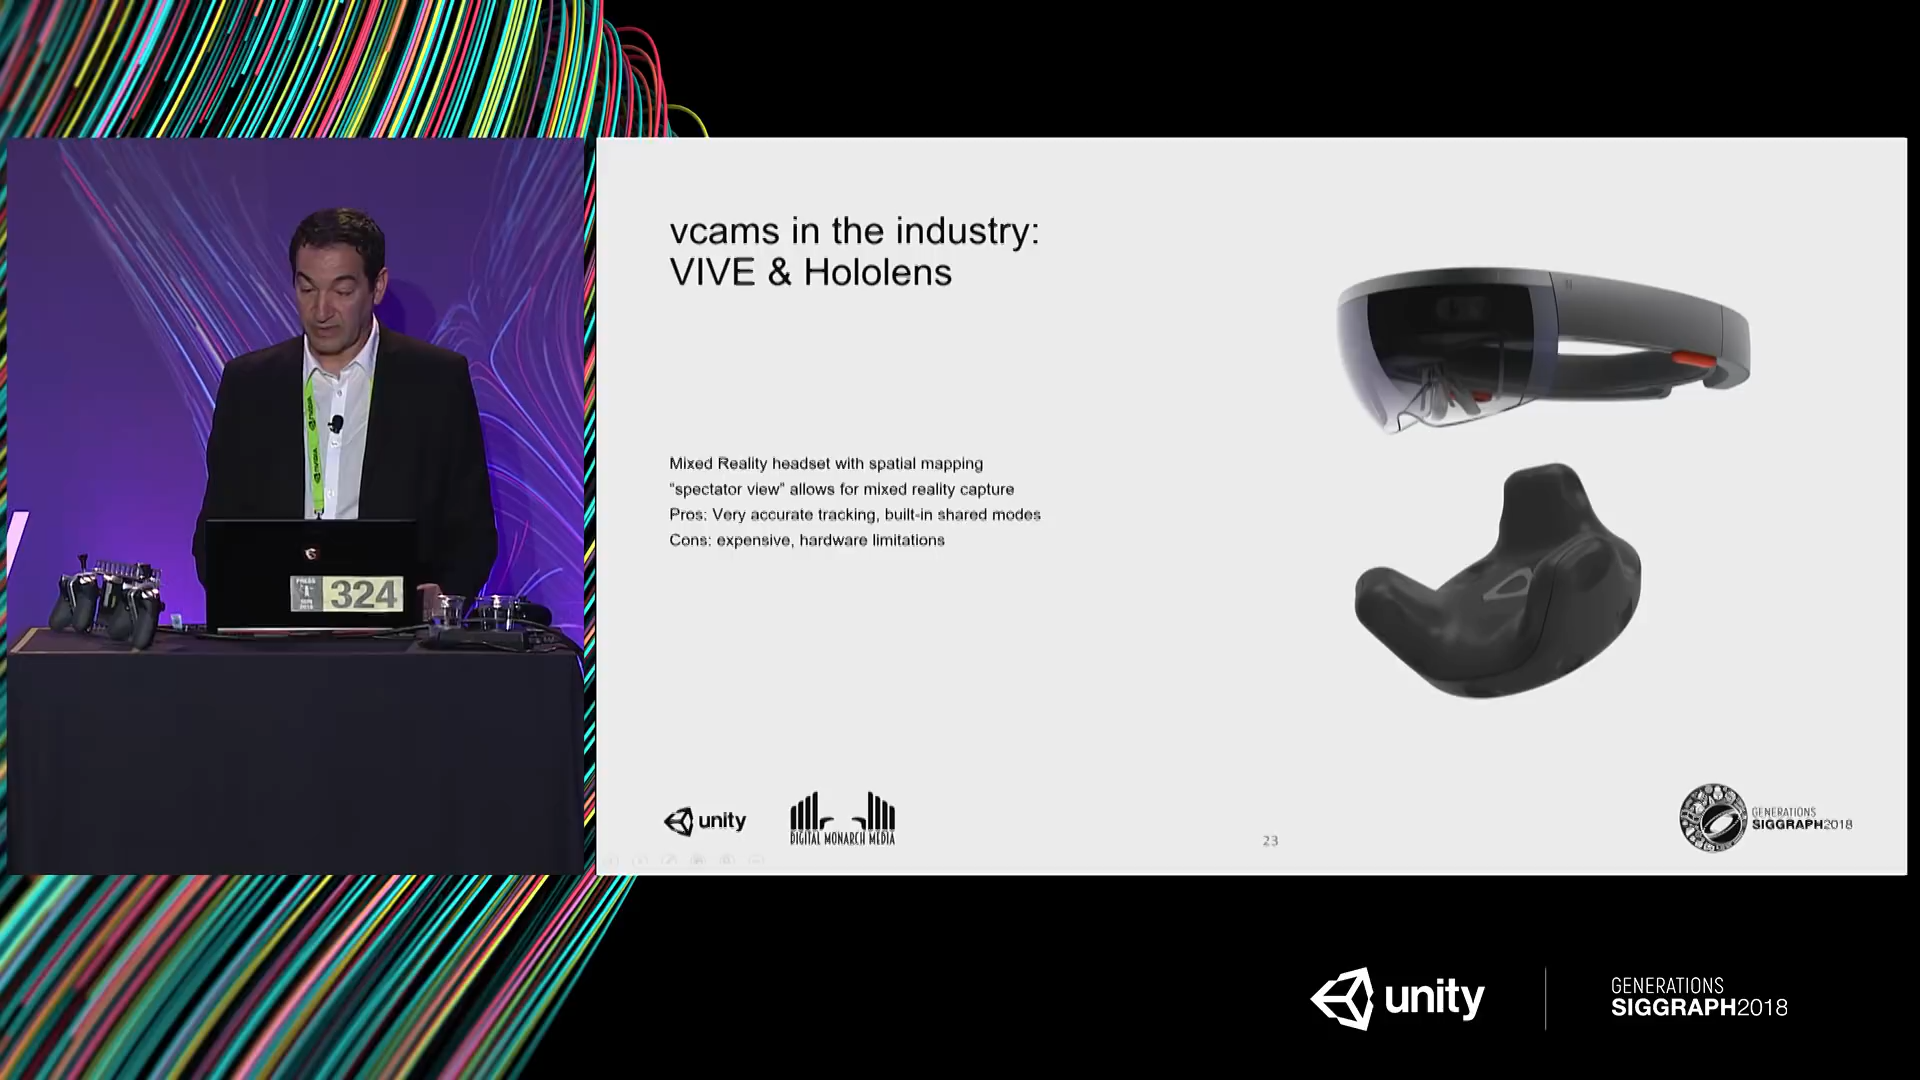 vcams in the industry:
VIVE & Hololens
Mixed Reality headset with spatial mapping
"spectator view" allows for mixed reality capture
Pros: Very accurate tracking, built-in shared modes
Cons: expensive, hardware limitations
324
unity
DIGITAL MONARCH MEDIA
23
GENERATIONS
SIGGRAPH2018
unity
GENERATIONS
SIGGRAPH2018